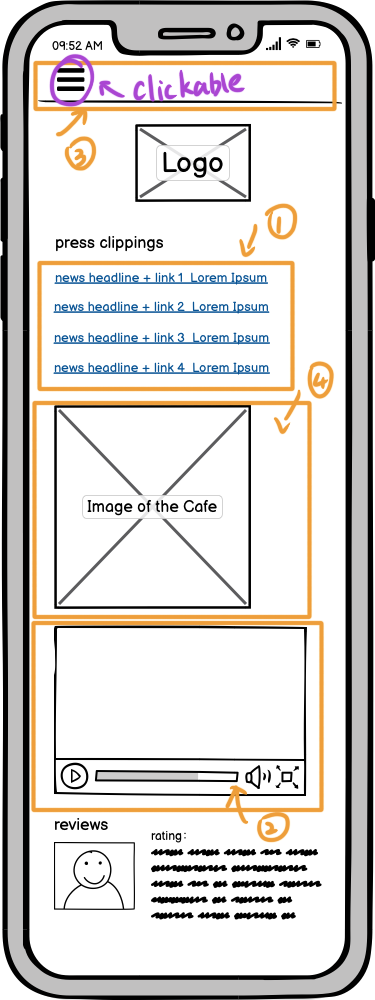 09:52 AM
clickable
3
Logo
1
press clippings
news headline + link 1 Lorem Ipsum
news headline + link 2 Lorem Ipsum
news headline + link 3 Lorem Ipsum
news headline + link 4 Lorem Ipsum
4
Image of the Cafe
2
reviews
rating: